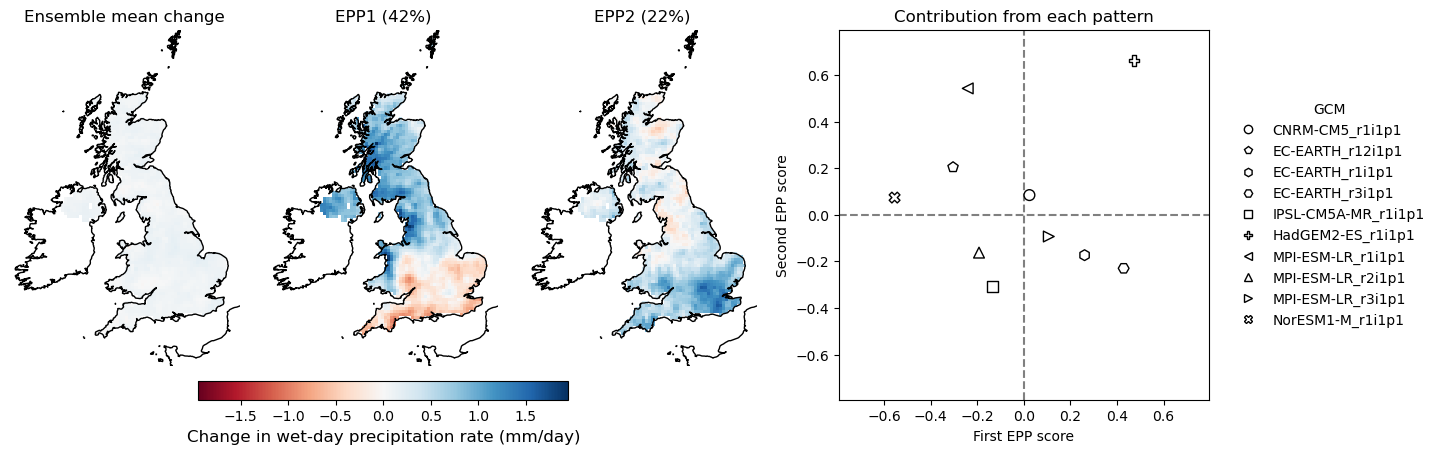 Ensemble mean change
EPP1 (42%)
EPP2 (22%)
Contribution from each pattern
−1.5 −1.0 −0.5 0.0 0.5 1.0 1.5
Change in wet-day precipitation rate (mm/day)
Second EPP score
0.6
0.4
0.2
0.0
−0.2
−0.4
−0.6
−0.6 −0.4 −0.2 0.0 0.2 0.4 0.6
First EPP score
GCM
CNRM-CM5_r1i1p1
EC-EARTH_r12i1p1
EC-EARTH_r1i1p1
EC-EARTH_r3i1p1
IPSL-CM5A-MR_r1i1p1
HadGEM2-ES_r1i1p1
MPI-ESM-LR_r1i1p1
MPI-ESM-LR_r2i1p1
MPI-ESM-LR_r3i1p1
NorESM1-M_r1i1p1